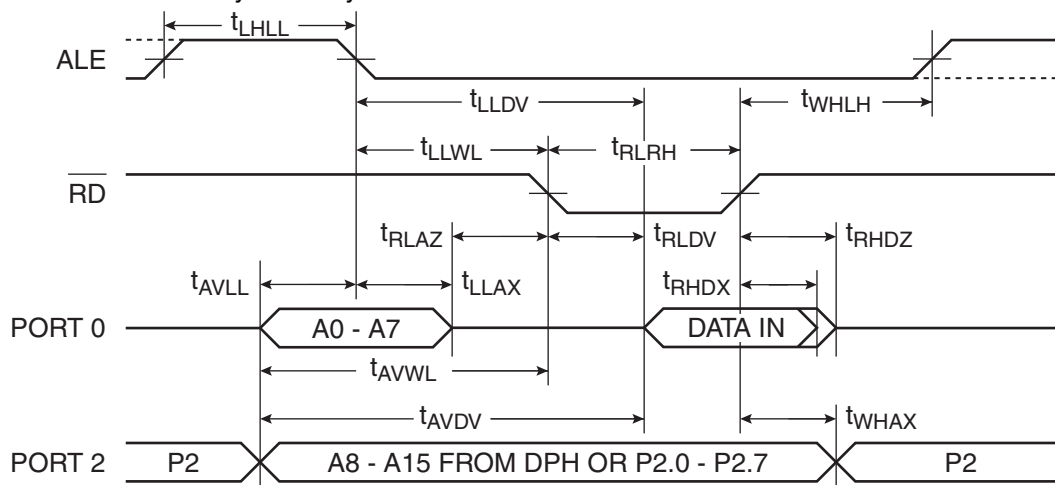 tLHLL
ALE
tLLDV
tWHLH
tLLWL
tRLRH
RD
tRLAZ
tRLDV
tRHDZ
tAVLL
tLLAX
tRHDX
PORT 0
A0 - A7
DATA IN
tAVWL
tAVDV
tWHAX
PORT 2
P2
A8 - A15 FROM DPH OR P2.0 - P2.7
P2